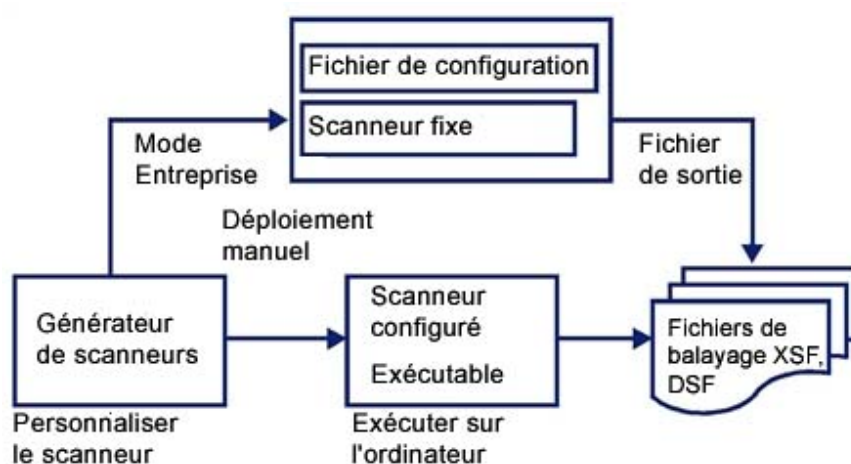 Fichier de configuration
Scanneur fixe
Mode
Entreprise
Fichier
de sortie
Déploiement
manuel
Générateur
de scanneurs
Scanneur
configuré
Exécutable
Fichiers de
balayage XSF,
DSF
Personnaliser
le scanneur
Exécuter sur
l'ordinateur